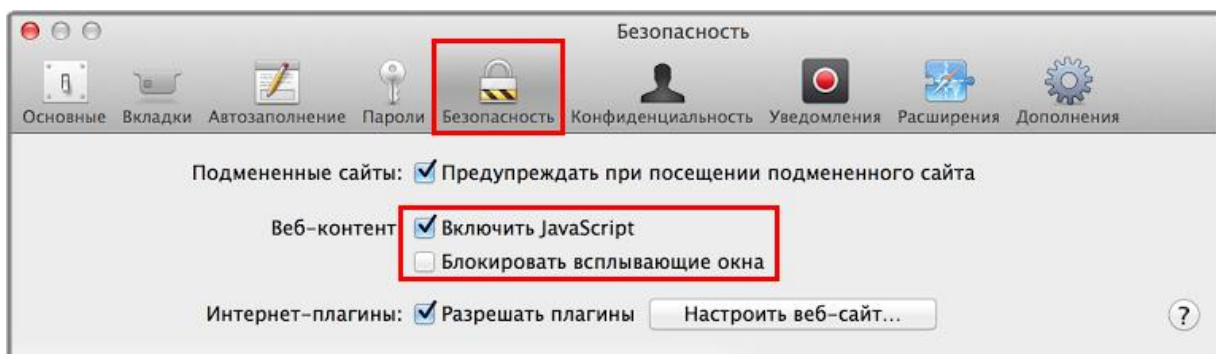 Безопасность
Основные Вкладки Автозаполнение Пароли Безопасность Конфиденциальность Уведомления Расширения Дополнения
Подмененные сайты: Предупреждать при посещении подмененного сайта
Веб-контент Включить JavaScript
Блокировать всплывающие окна
Интернет-плагины: Разрешать плагины Настроить веб-сайт... ?